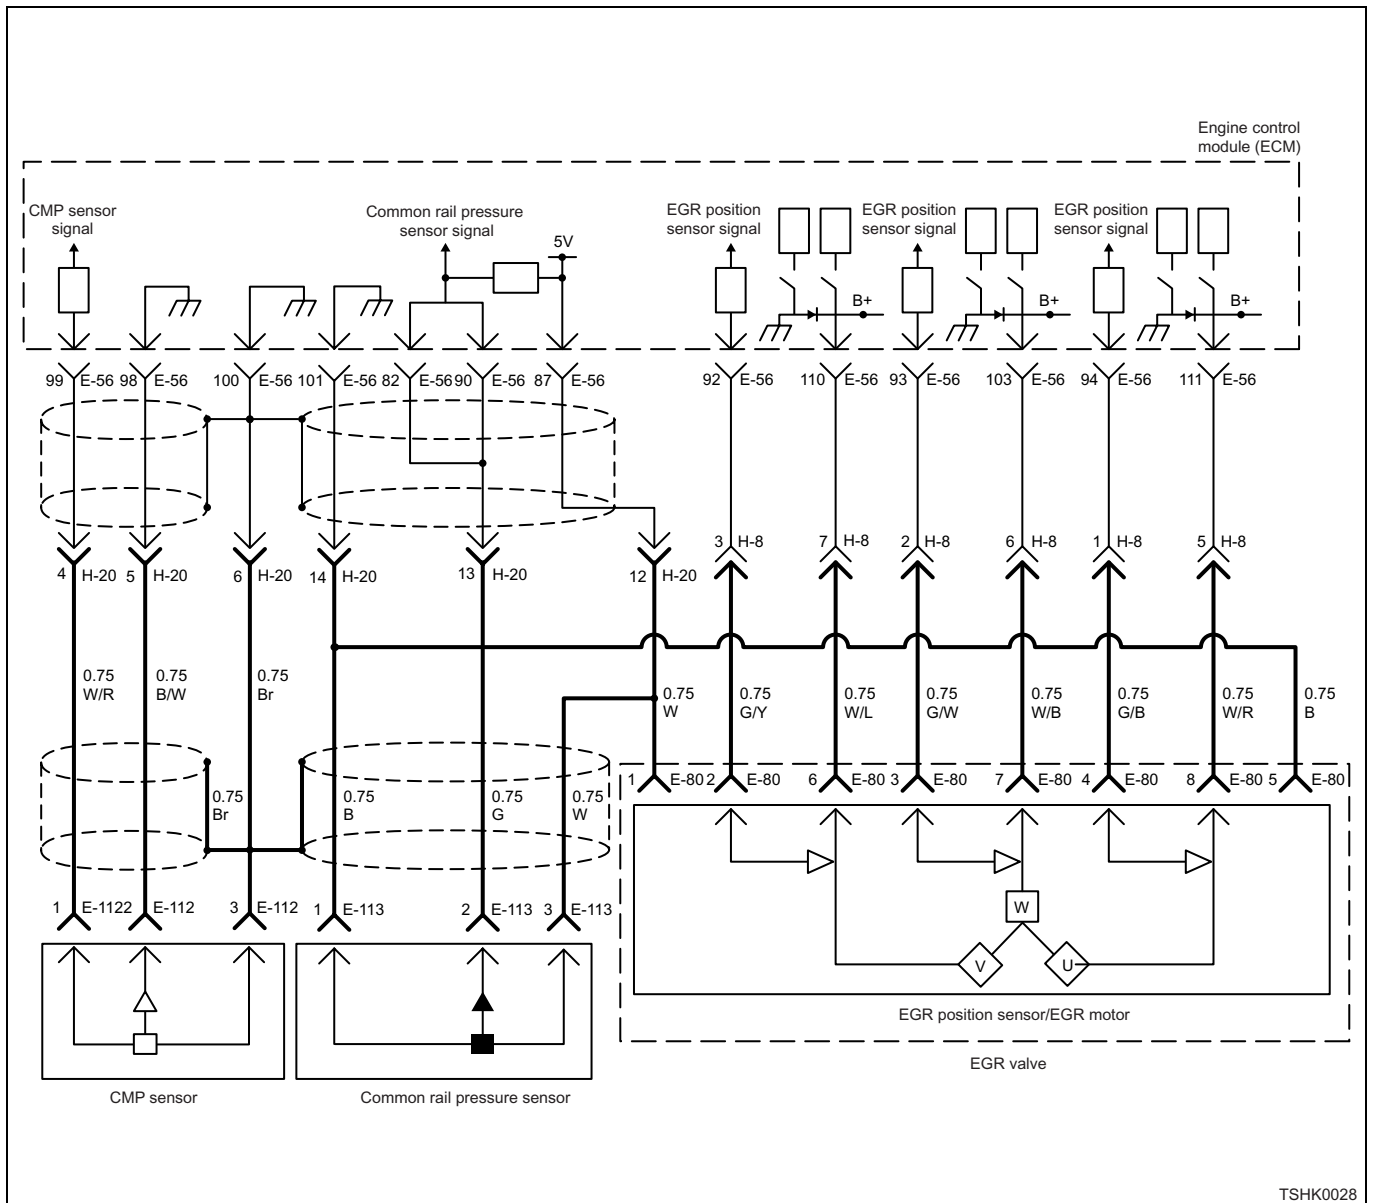 Engine control
module (ECM)
CMP sensor
signal
Common rail pressure
sensor signal
5V
EGR position
sensor signal
B+
EGR position
sensor signal
B+
EGR position
sensor signal
B+
99 E-56 98 E-56 100 E-56 101 E-56 82 E-56 90 E-56 87 E-56 92 E-56 110 E-56 93 E-56 103 E-56 94 E-56 111 E-56
3 H-8 7 H-8 2 H-8 6 H-8 1 H-8 5 H-8
4 H-20 5 H-20 6 H-20 14 H-20 13 H-20 12 H-20
0.75
W/R
0.75
B/W
0.75
Br
0.75
W
0.75
G/Y
0.75
W/L
0.75
G/W
0.75
W/B
0.75
G/B
0.75
W/R
0.75
B
1 E-80 2 E-80 6 E-80 3 E-80 7 E-80 4 E-80 8 E-80 5 E-80
0.75
Br
0.75
B
0.75
G
0.75
W
1 E-112 2 E-112 3 E-112 1 E-113 2 E-113 3 E-113
W
V
U
EGR position sensor/EGR motor
EGR valve
CMP sensor
Common rail pressure sensor
TSHK0028